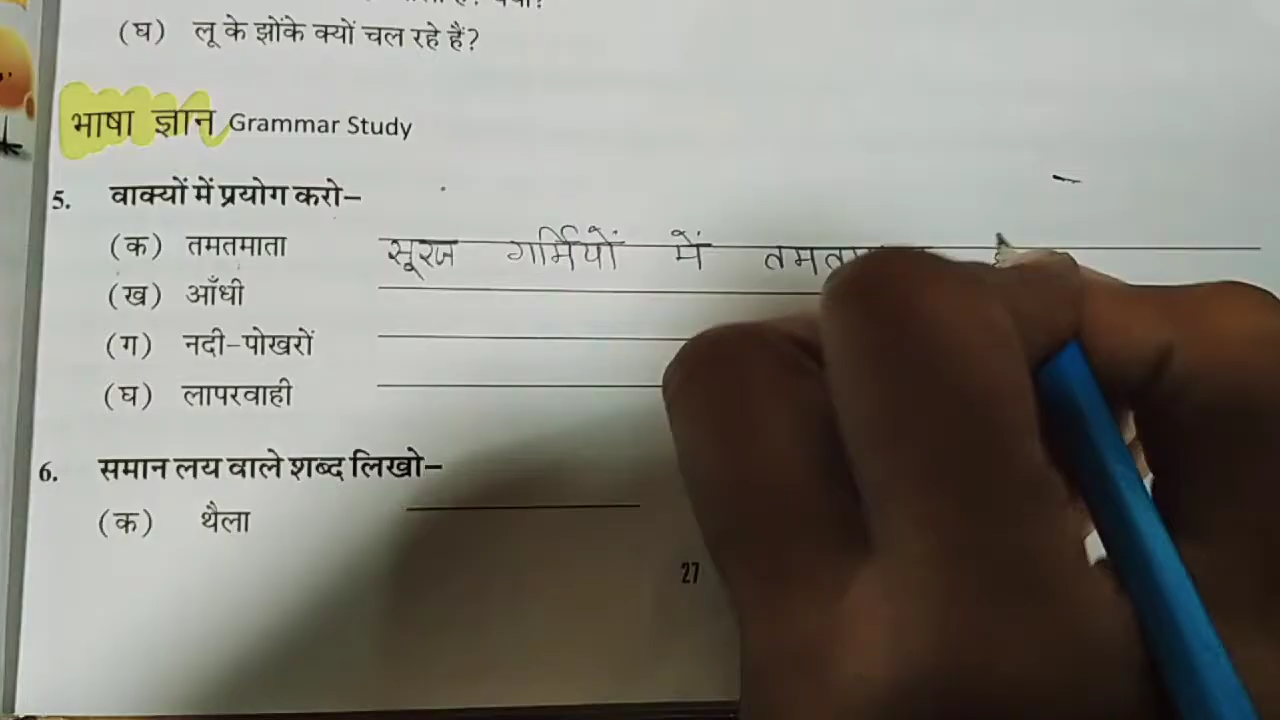 (घ) लू के झोंके क्यों चल रहे हैं?
भाषा ज्ञान Grammar Study
5. वाक्यों में प्रयोग करो–
(क) तमतमाता सूरज गर्मियों में
(ख) आँधी
(ग) नदी-पोखरों
(घ) लापरवाही
6. समान लय वाले शब्द लिखो–
(क) थैला
27